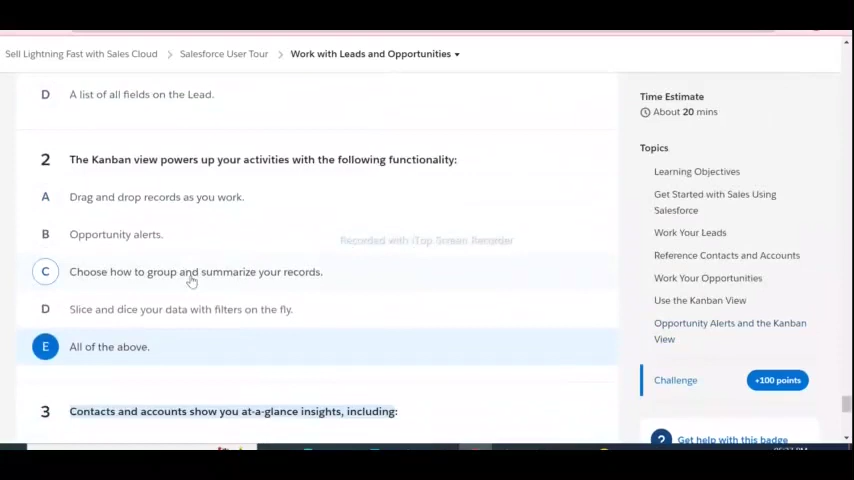 Sell Lightning Fast with Sales Cloud > Salesforce User Tour > Work with Leads and Opportunities
D A list of all fields on the Lead.
2 The Kanban view powers up your activities with the following functionality:
A Drag and drop records as you work.
B Opportunity alerts.
Recorded with iTop Screen Recorder
C Choose how to group and summarize your records.
D Slice and dice your data with filters on the fly.
E All of the above.
3 Contacts and accounts show you at-a-glance insights, including:
Time Estimate
About 20 mins
Topics
Learning Objectives
Get Started with Sales Using
Salesforce
Work Your Leads
Reference Contacts and Accounts
Work Your Opportunities
Use the Kanban View
Opportunity Alerts and the Kanban
View
Challenge +100 points
? Get help with this badge